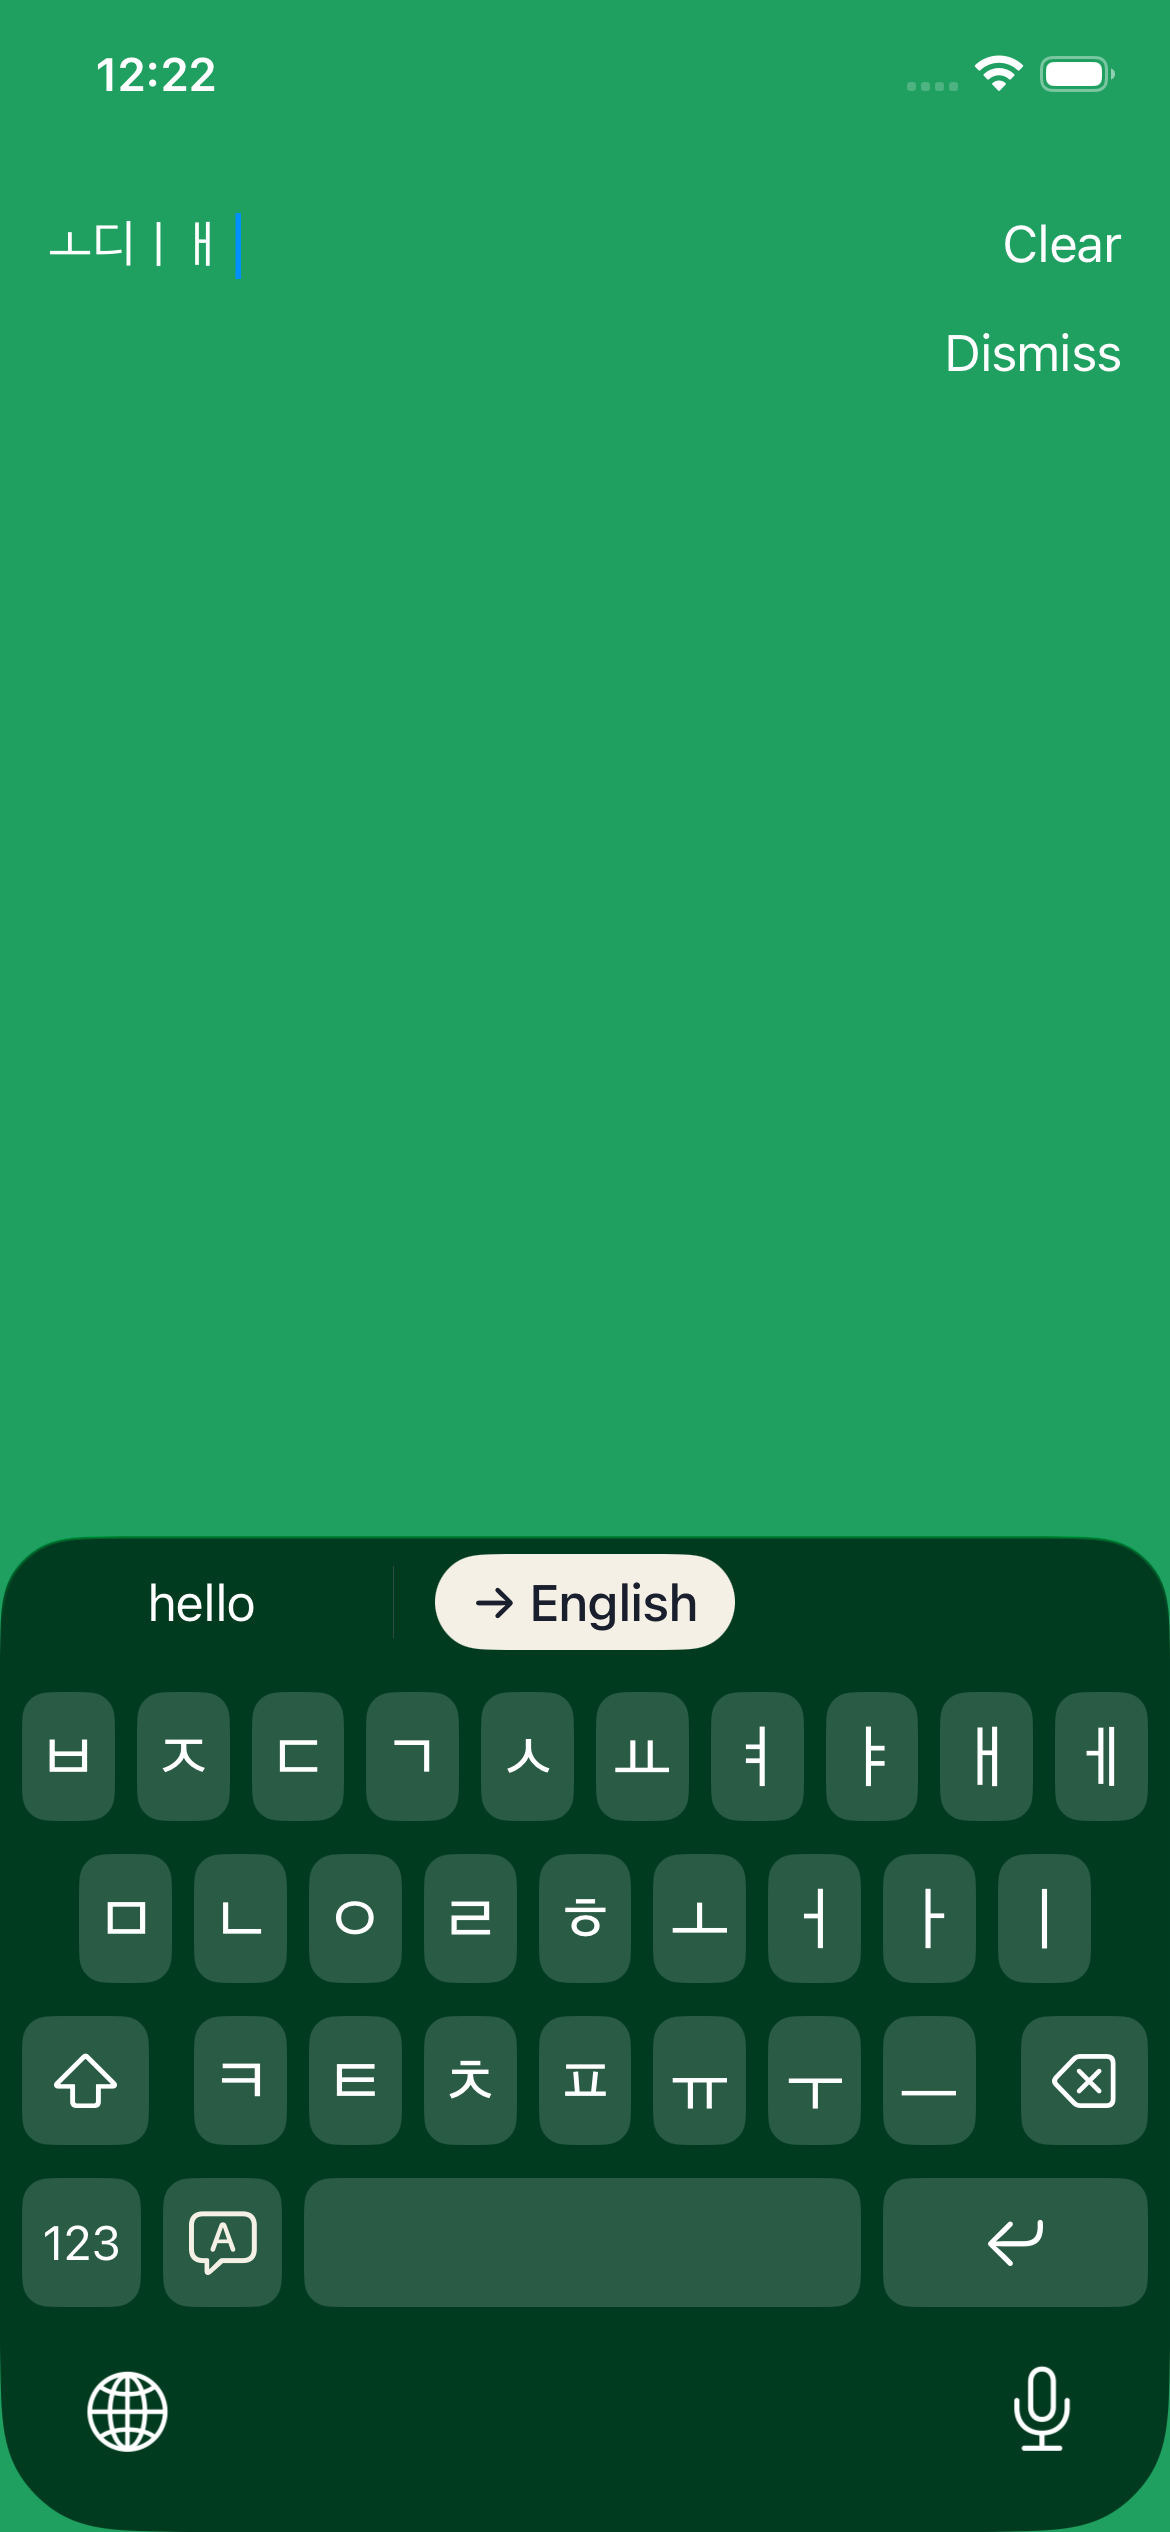 12:22
ㅗ디ㅣㅐ
Clear
Dismiss
hello
→ English
ㅂ ㅈ ㄷ ㄱ ㅅ ㅛ ㅕ ㅑ ㅐ ㅔ
ㅁ ㄴ ㅇ ㄹ ㅎ ㅗ ㅓ ㅏ ㅣ
ㅋ ㅌ ㅊ ㅍ ㅠ ㅜ ㅡ
123 A